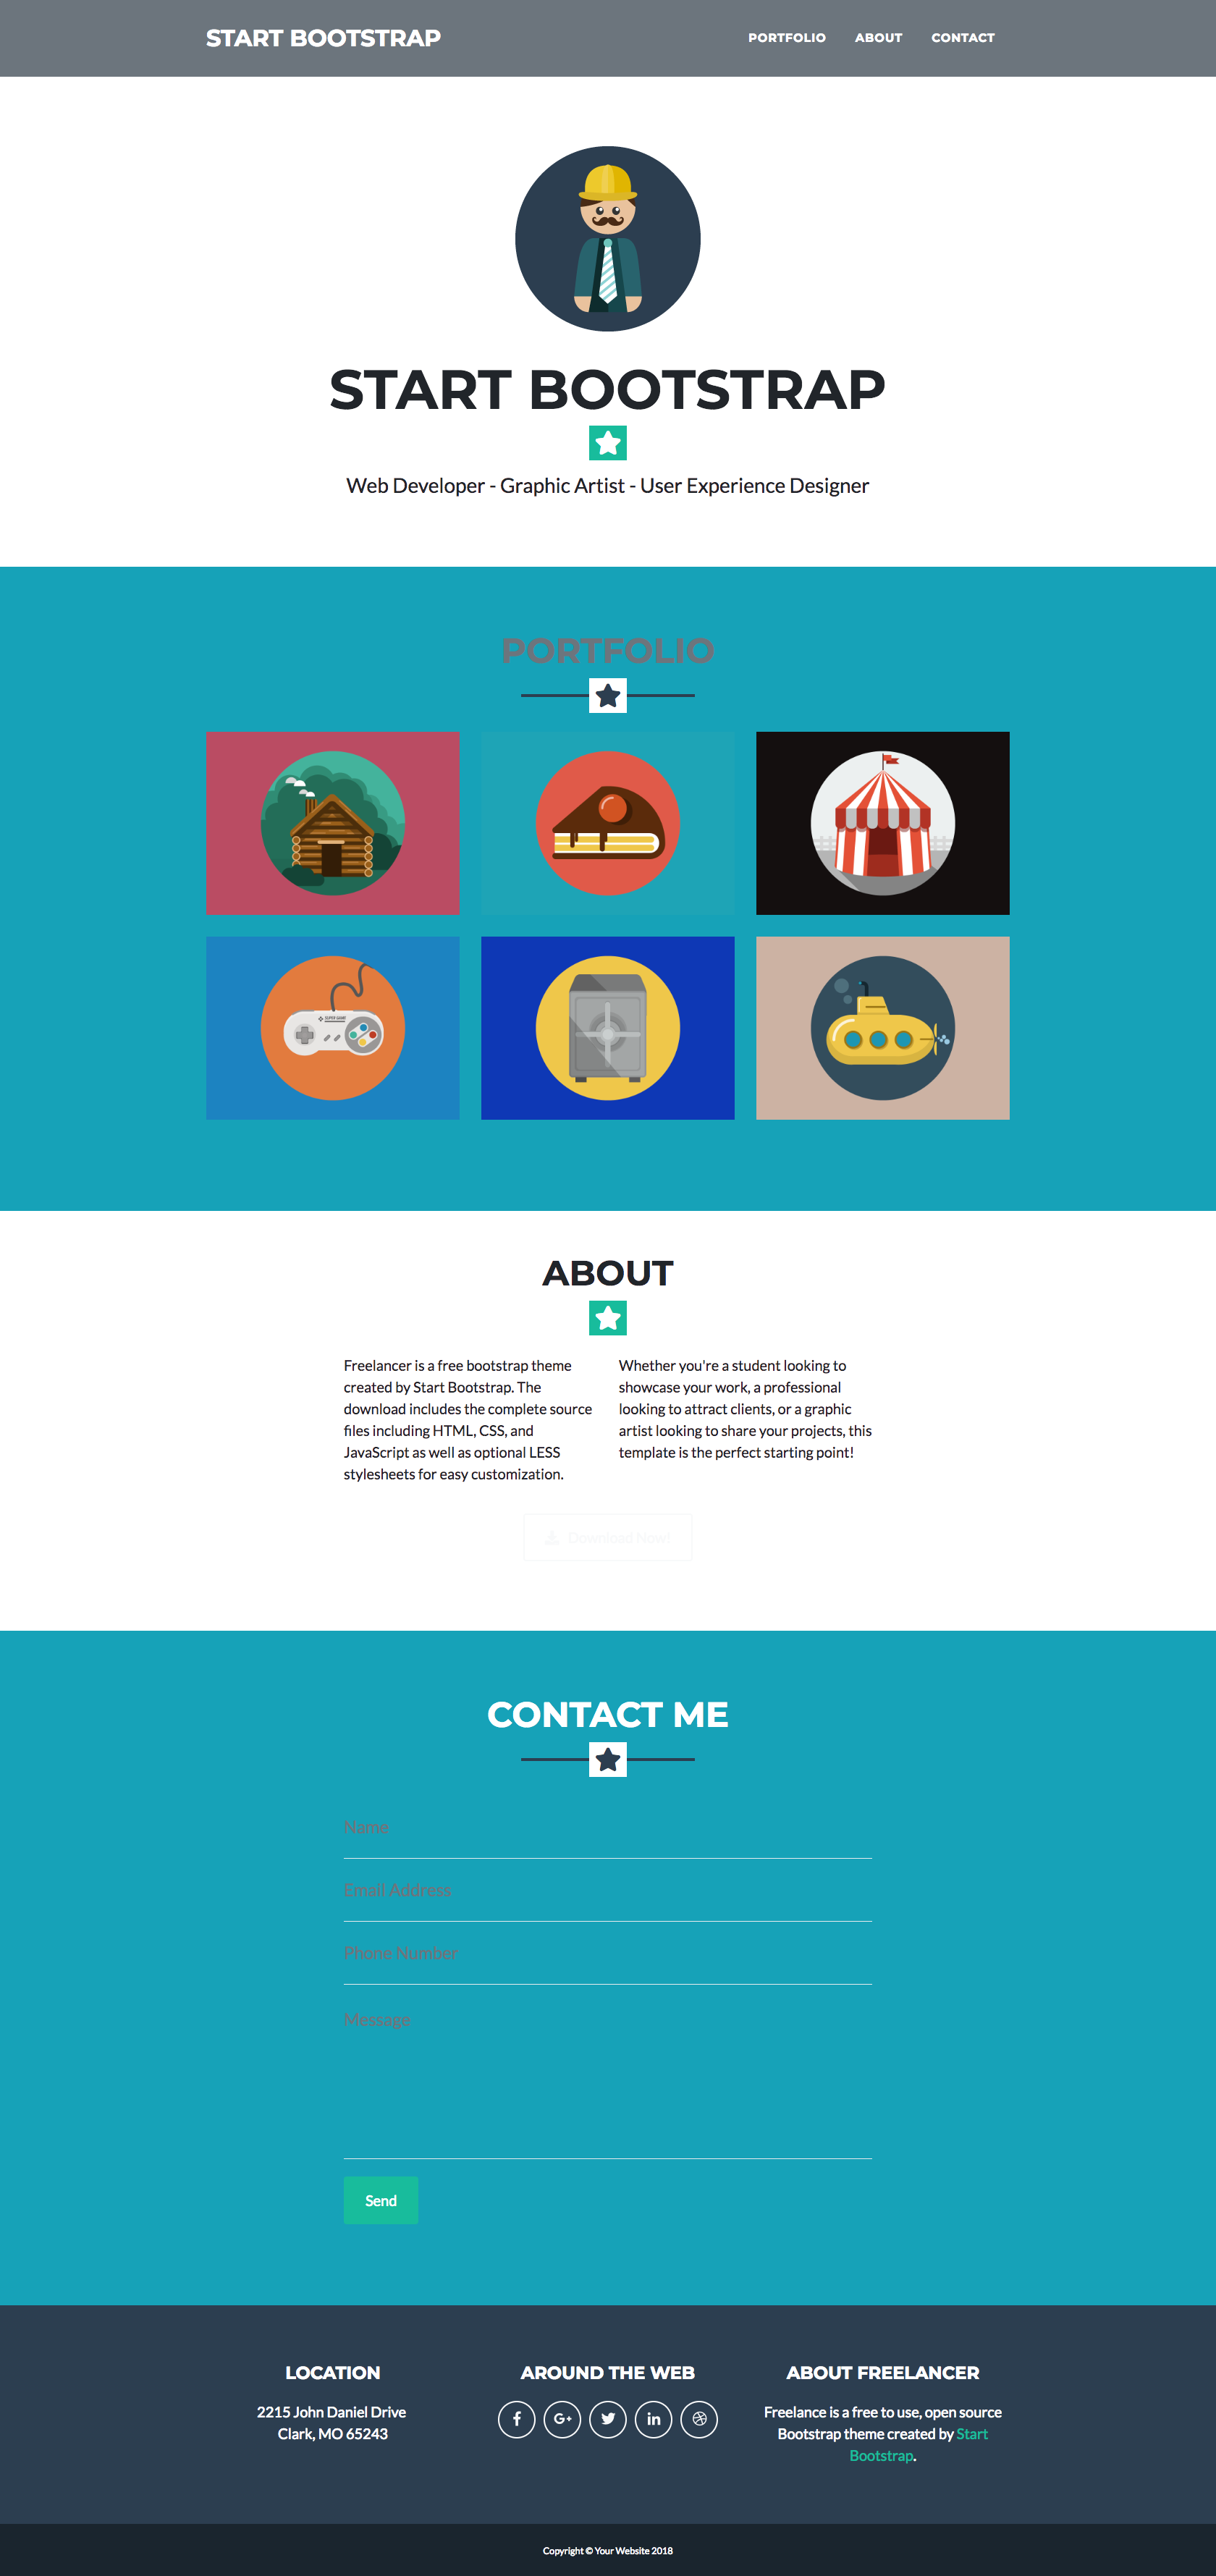 START BOOTSTRAP
PORTFOLIO ABOUT CONTACT
START BOOTSTRAP
Web Developer - Graphic Artist - User Experience Designer
PORTFOLIO
SUPER GAME
ABOUT
Freelancer is a free bootstrap theme
created by Start Bootstrap. The
download includes the complete source
files including HTML, CSS, and
JavaScript as well as optional LESS
stylesheets for easy customization.
Whether you're a student looking to
showcase your work, a professional
looking to attract clients, or a graphic
artist looking to share your projects, this
template is the perfect starting point!
Download Now!
CONTACT ME
Name
Email Address
Phone Number
Message
Send
LOCATION
2215 John Daniel Drive
Clark, MO 65243
AROUND THE WEB
ABOUT FREELANCER
Freelance is a free to use, open source
Bootstrap theme created by Start
Bootstrap.
Copyright © Your Website 2018